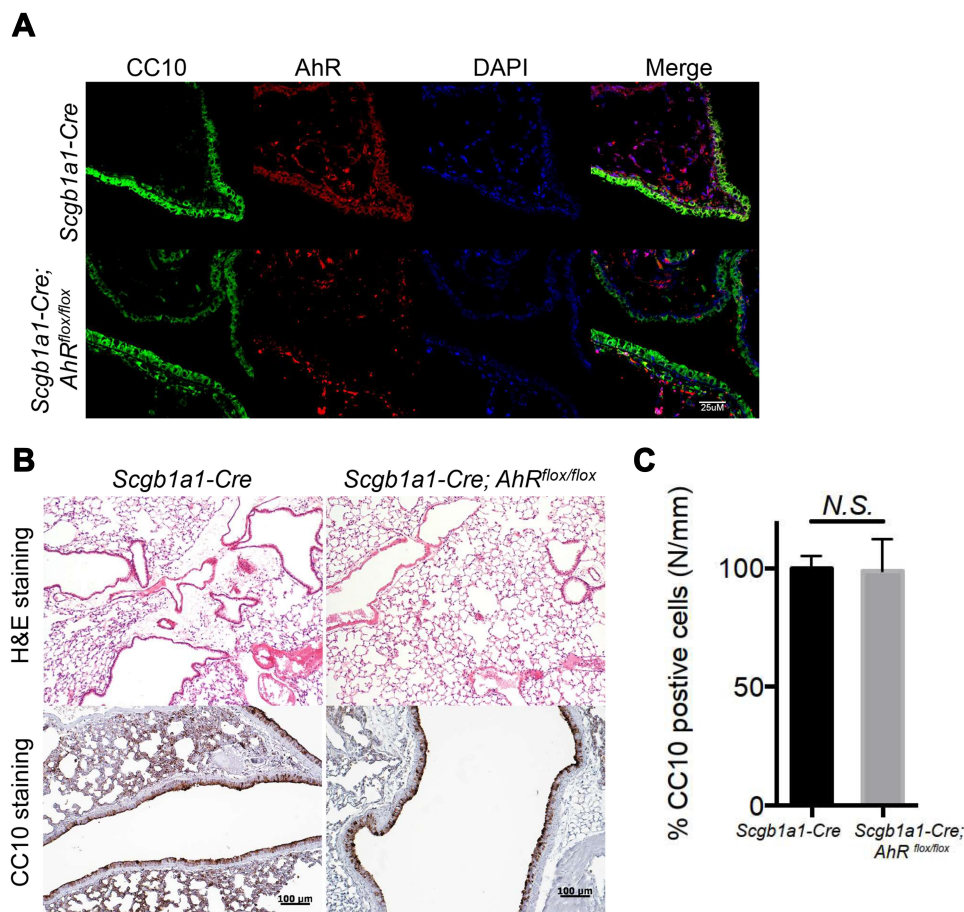 A
CC10 AhR DAPI Merge
Scgb1a1-Cre
Scgb1a1-Cre;
AhRflox/flox
25uM
B
Scgb1a1-Cre Scgb1a1-Cre; AhRflox/flox
H&E staining
CC10 staining
100 µm 100 µm
C
% CC10 postive cells (N/mm)
N.S.
100
50
0
Scgb1a1-Cre Scgb1a1-Cre;
AhR flox/flox